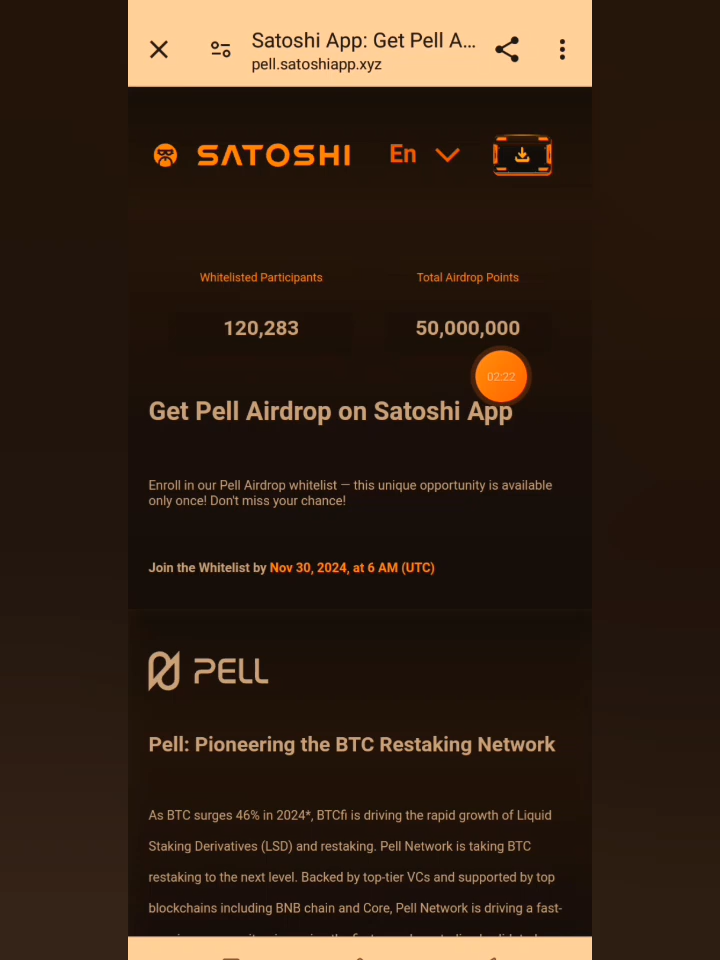 Satoshi App: Get Pell A...
pell.satoshiapp.xyz
SATOSHI
En
Whitelisted Participants
Total Airdrop Points
120,283
50,000,000
02:22
Get Pell Airdrop on Satoshi App
Enroll in our Pell Airdrop whitelist — this unique opportunity is available
only once! Don't miss your chance!
Join the Whitelist by Nov 30, 2024, at 6 AM (UTC)
PELL
Pell: Pioneering the BTC Restaking Network
As BTC surges 46% in 2024*, BTCfi is driving the rapid growth of Liquid
Staking Derivatives (LSD) and restaking. Pell Network is taking BTC
restaking to the next level. Backed by top-tier VCs and supported by top
blockchains including BNB chain and Core, Pell Network is driving a fast-